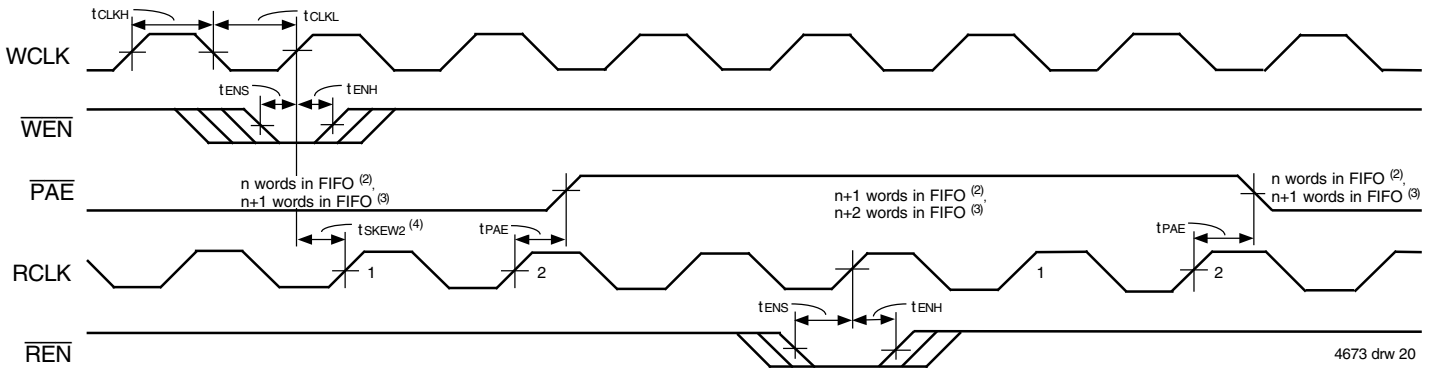 tCLKH
tCLKL
WCLK
tENS
tENH
WEN
PAE
n words in FIFO (2),
n+1 words in FIFO (3)
n+1 words in FIFO (2),
n+2 words in FIFO (3)
n words in FIFO (2),
n+1 words in FIFO (3)
tSKEW2 (4)
tPAE
tPAE
RCLK
1
2
1
2
tENS
tENH
REN
4673 drw 20